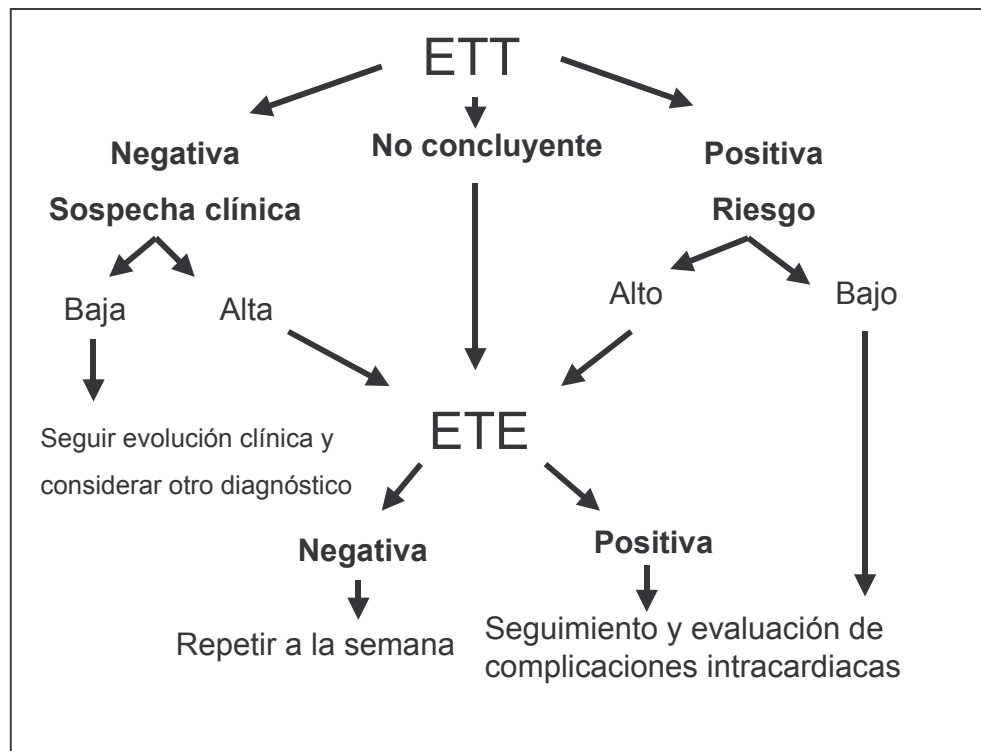 ETT
Negativa
No concluyente
Positiva
Sospecha clínica
Riesgo
Baja
Alta
Alto
Bajo
ETE
Seguir evolución clínica y
considerar otro diagnóstico
Negativa
Positiva
Repetir a la semana
Seguimiento y evaluación de
complicaciones intracardiacas